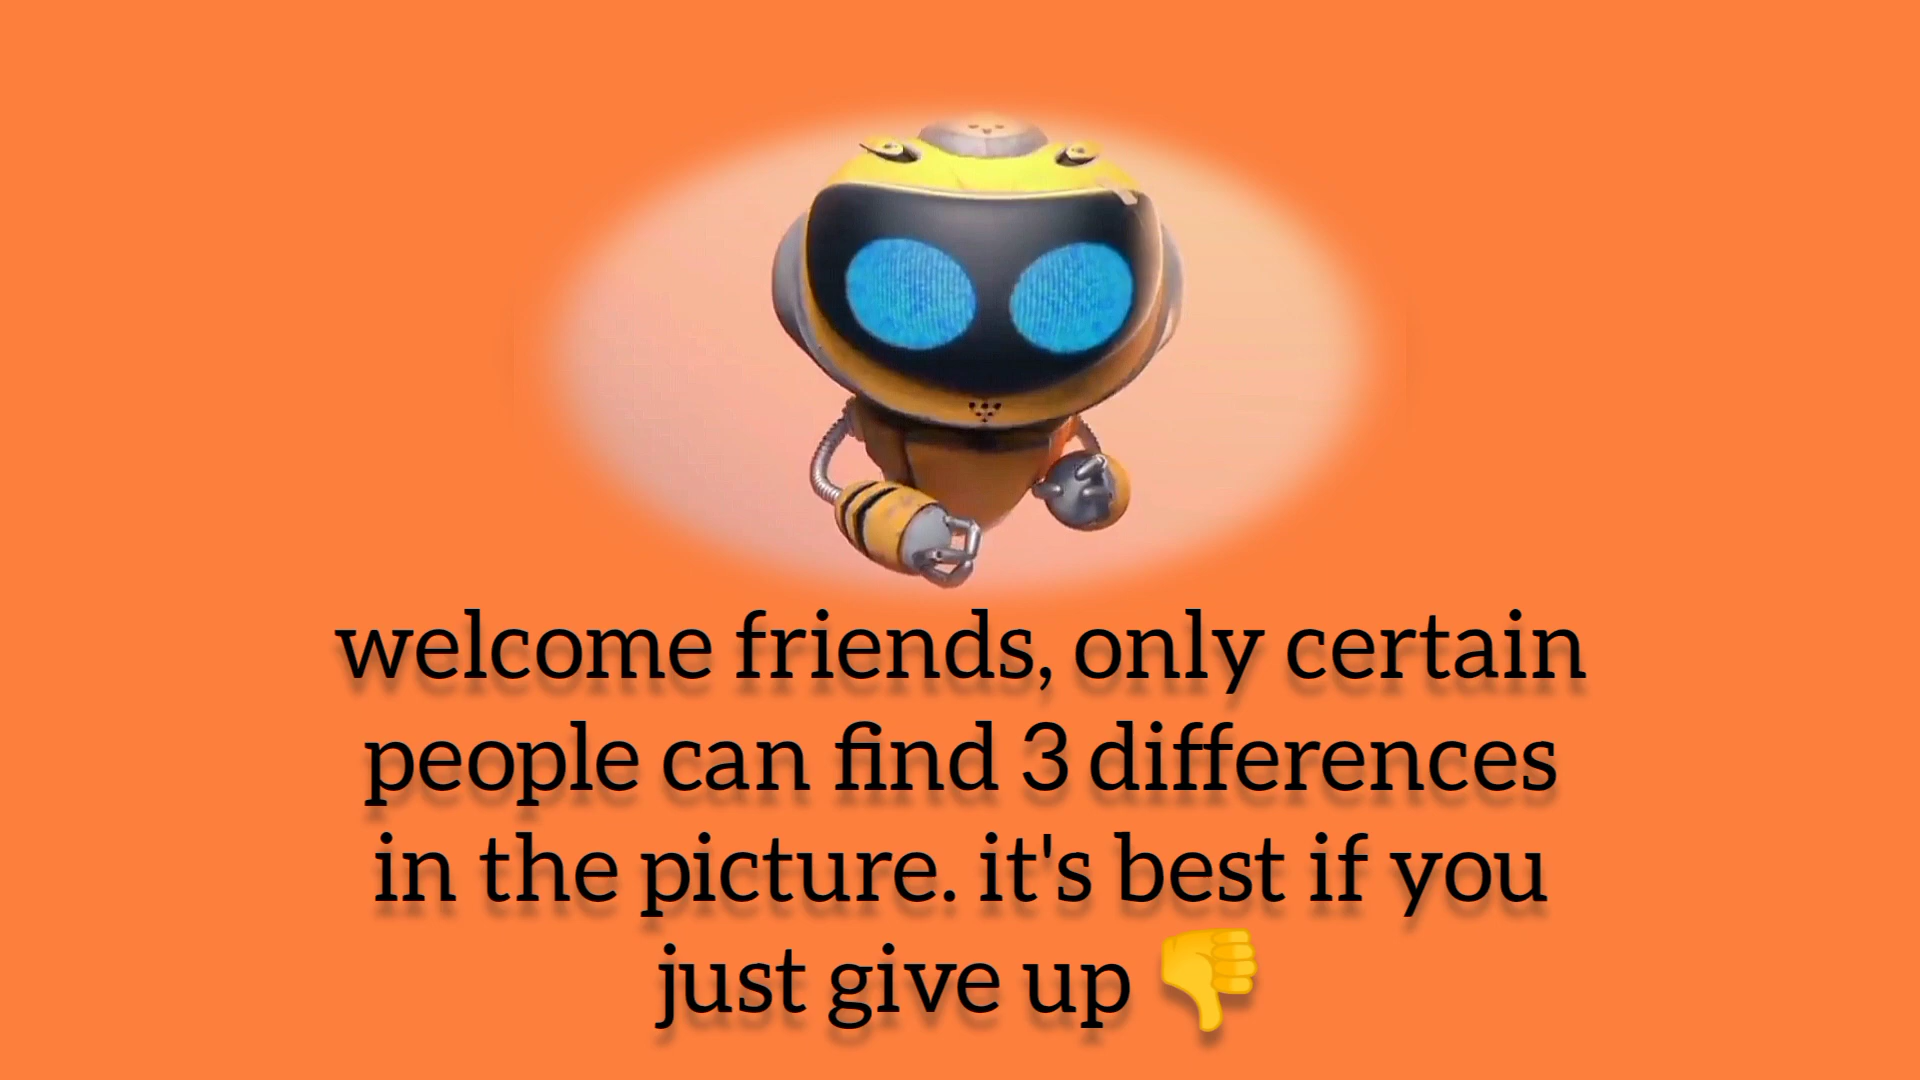 welcome friends, only certain
people can find 3 differences
in the picture. it's best if you
just give up 👎